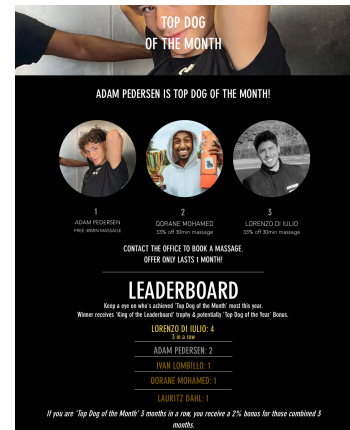 TOP DOG
OF THE MONTH
ADAM PEDERSEN IS TOP DOG OF THE MONTH!
1
ADAM PEDERSEN
FREE 30MIN MASSAGE
2
QORANE MOHAMED
33% off 30min massage
3
LORENZO DI IULIO
33% off 30min massage
CONTACT THE OFFICE TO BOOK A MASSAGE.
OFFER ONLY LASTS 1 MONTH!
LEADERBOARD
Keep a eye on who's achieved 'Top Dog of the Month' most this year.
Winner receives 'King of the Leaderboard' trophy & potentially 'Top Dog of the Year' Bonus.
LORENZO DI IULIO: 4
3 in a row
ADAM PEDERSEN: 2
IVAN LOMBILLO: 1
QORANE MOHAMED: 1
LAURITZ DAHL: 1
If you are 'Top Dog of the Month' 3 months in a row, you receive a 2% bonus for those combined 3
months.